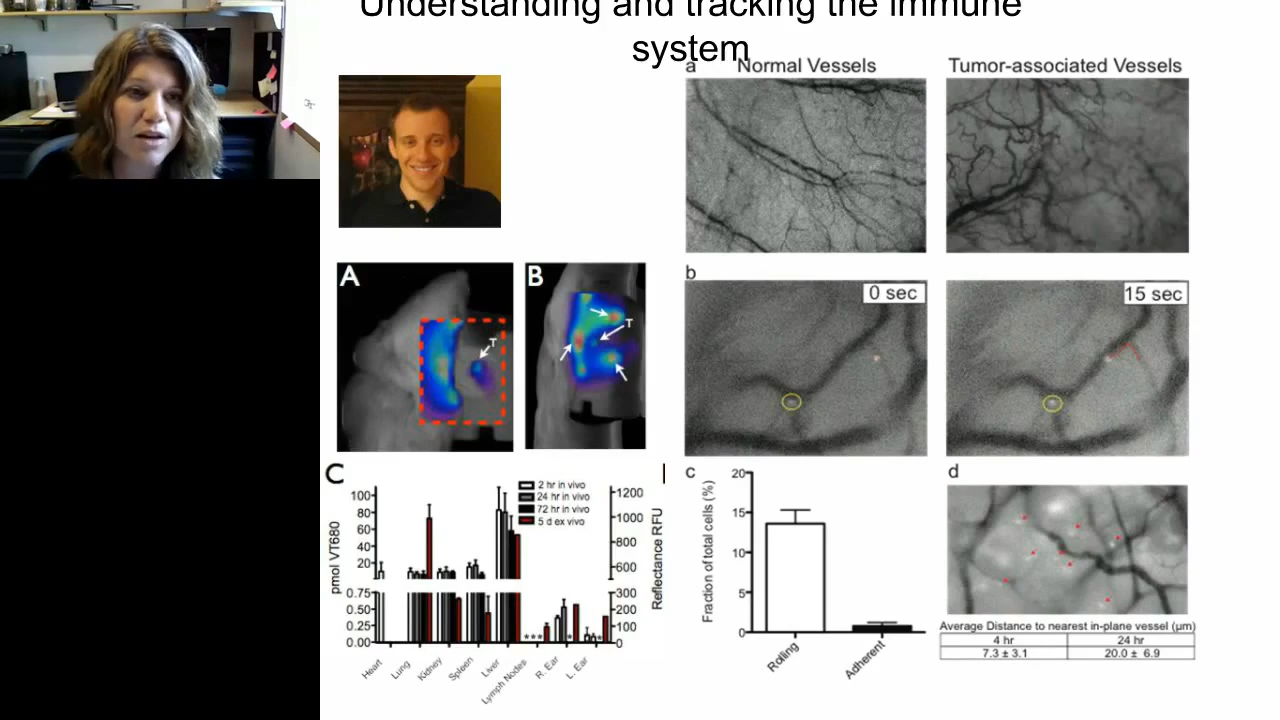 Understanding and tracking the immune
system
a
Normal Vessels
Tumor-associated Vessels
A
T
B
T
b
0 sec
15 sec
C
2 hr in vivo
24 hr in vivo
72 hr in vivo
5 d ex vivo
pmol VT680
100
80
60
40
20
0.75
0.50
0.25
0.00
1200
1000
800
600
300
200
100
0
Reflectance RFU
* * *
*
*
Heart
Lung
Kidney
Spleen
Liver
Lymph Nodes
R. Ear
L. Ear
c
Fraction of total cells (%)
20
15
10
5
0
Rolling
Adherent
d
Average Distance to nearest in-plane vessel (µm)
4 hr 24 hr
7.3 ± 3.1 20.0 ± 6.9